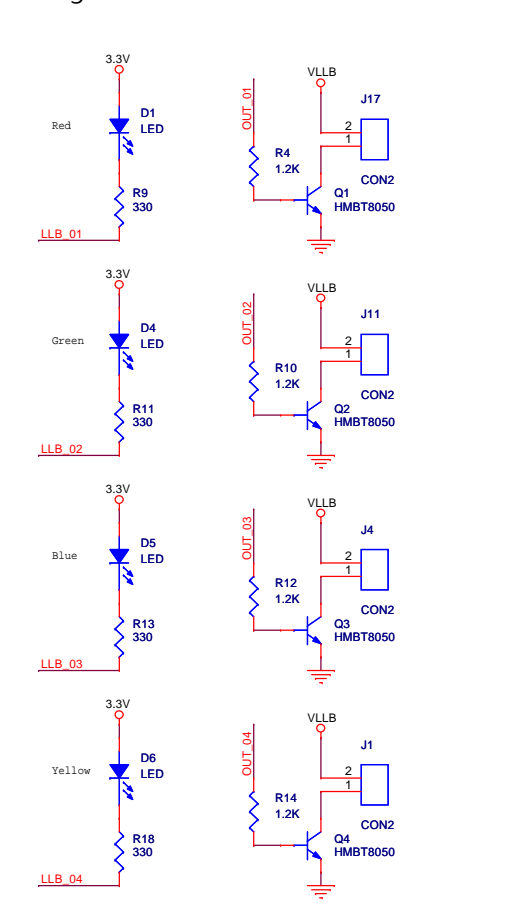 3.3V
D1
LED
Red
R9
330
LLB_01
VLLB
OUT_01
J17
2
1
R4
1.2K
CON2
Q1
HMBT8050
3.3V
D4
LED
Green
R11
330
LLB_02
VLLB
OUT_02
J11
2
1
R10
1.2K
CON2
Q2
HMBT8050
3.3V
D5
LED
Blue
R13
330
LLB_03
VLLB
OUT_03
J4
2
1
R12
1.2K
CON2
Q3
HMBT8050
3.3V
D6
LED
Yellow
R18
330
LLB_04
VLLB
OUT_04
J1
2
1
R14
1.2K
CON2
Q4
HMBT8050